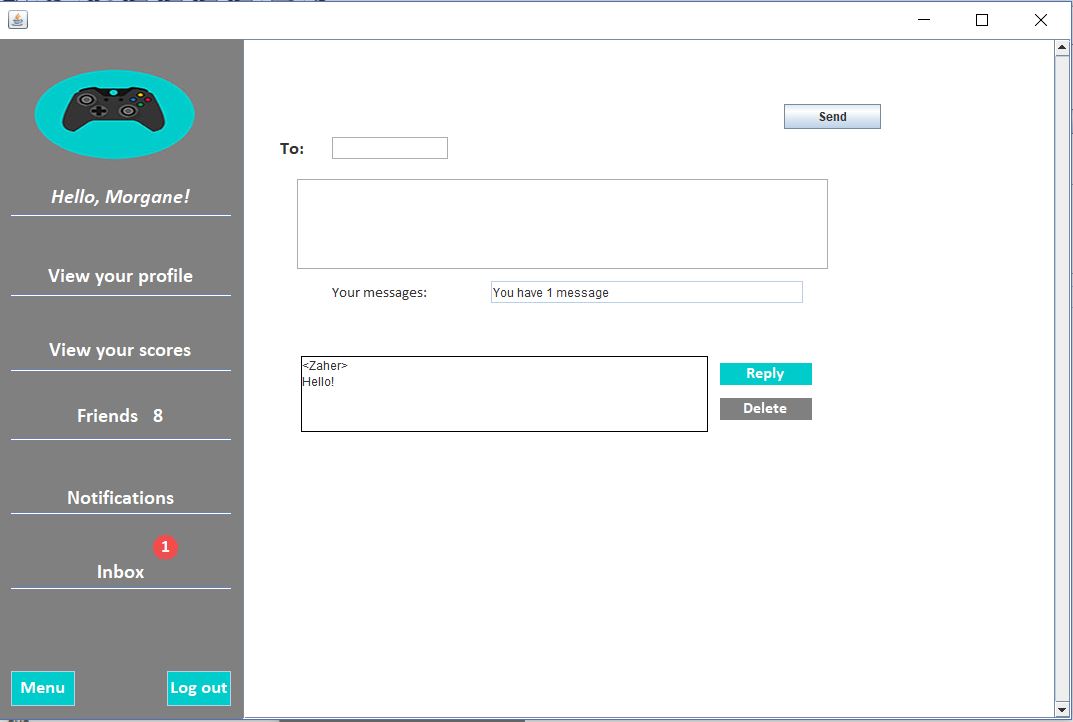 Hello, Morgane!
View your profile
View your scores
Friends 8
Notifications
1
Inbox
Menu
Log out
Send
To:
Your messages:
You have 1 message
<Zaher>
Hello!
Reply
Delete